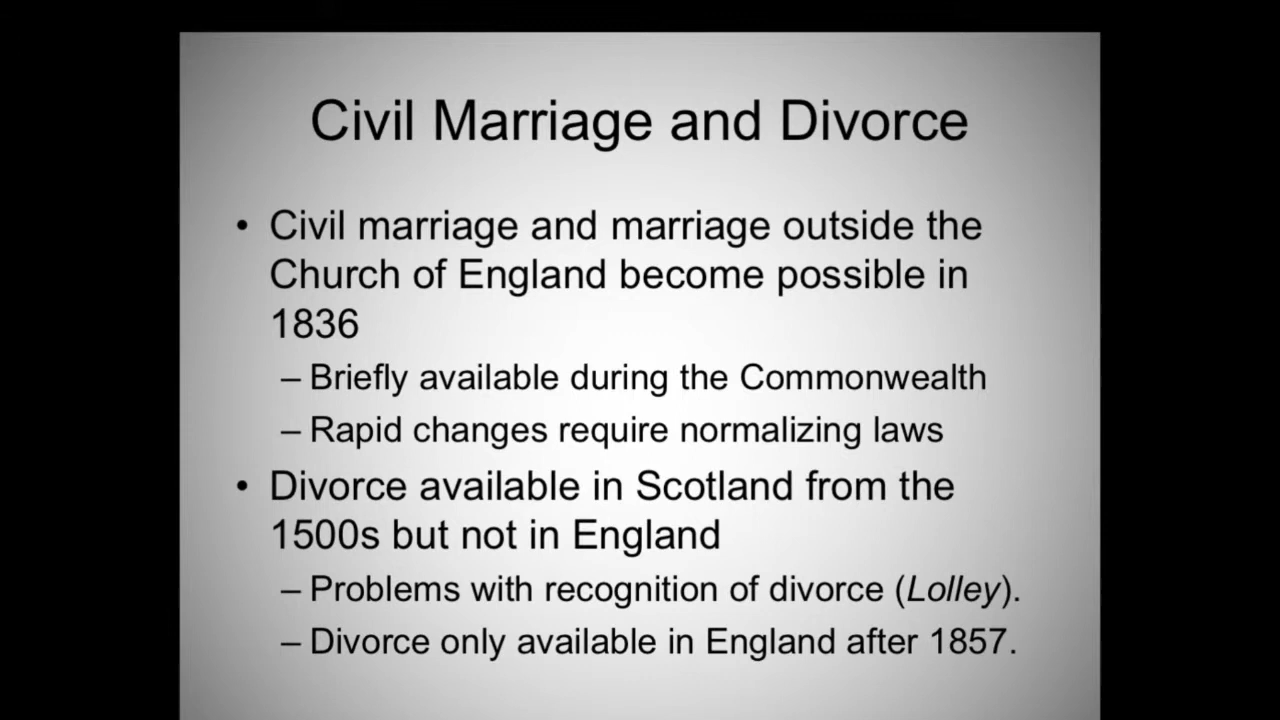 Civil Marriage and Divorce
• Civil marriage and marriage outside the
Church of England become possible in
1836
– Briefly available during the Commonwealth
– Rapid changes require normalizing laws
• Divorce available in Scotland from the
1500s but not in England
– Problems with recognition of divorce (Lolley).
– Divorce only available in England after 1857.